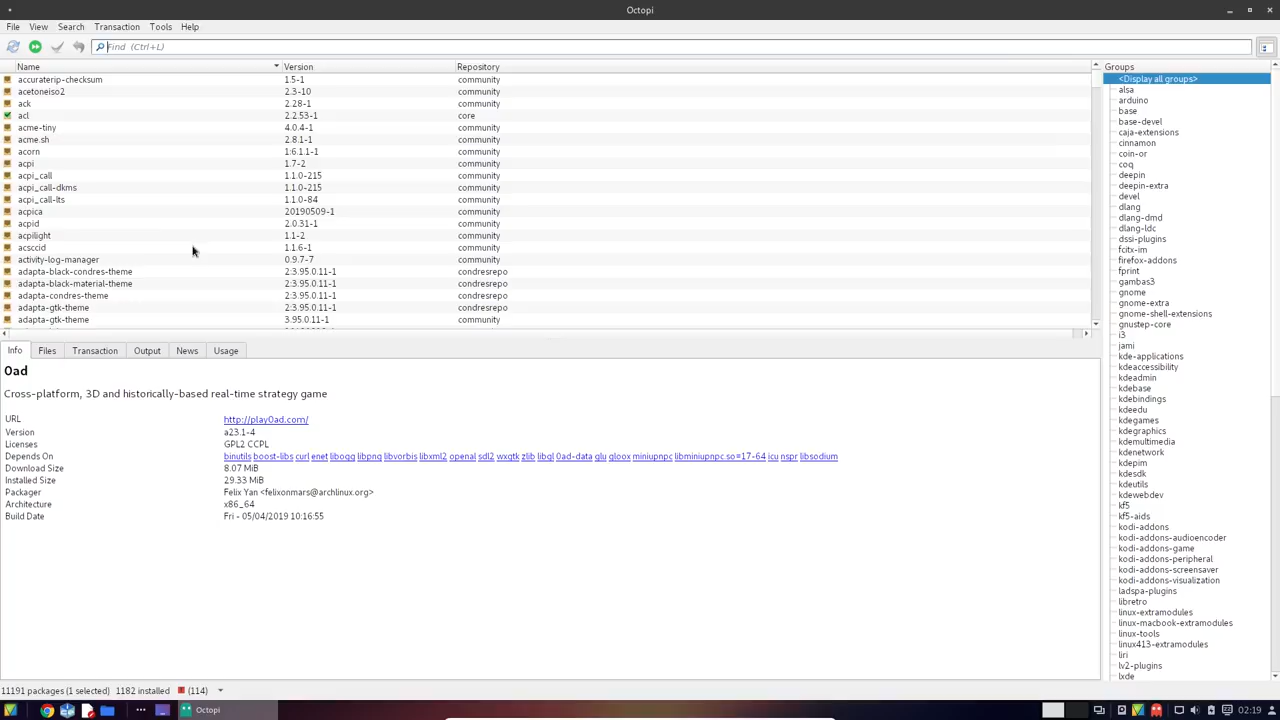 Octopi
File View Search Transaction Tools Help
Find (Ctrl+L)
Name Version Repository
accuraterip-checksum 1.5-1 community
acetoneiso2 2.3-10 community
ack 2.28-1 community
acl 2.2.53-1 core
acme-tiny 4.0.4-1 community
acme.sh 2.8.1-1 community
acorn 1:6.1.1-1 community
acpi 1.7-2 community
acpi_call 1.1.0-215 community
acpi_call-dkms 1.1.0-215 community
acpi_call-lts 1.1.0-84 community
acpica 20190509-1 community
acpid 2.0.31-1 community
acpilight 1.1-2 community
acsccid 1.1.6-1 community
activity-log-manager 0.9.7-7 community
adapta-black-condres-theme 2:3.95.0.11-1 condresrepo
adapta-black-material-theme 2:3.95.0.11-1 condresrepo
adapta-condres-theme 2:3.95.0.11-1 condresrepo
adapta-gtk-theme 2:3.95.0.11-1 condresrepo
adapta-gtk-theme 3.95.0.11-1 community
Info Files Transaction Output News Usage
0ad
Cross-platform, 3D and historically-based real-time strategy game
URL http://play0ad.com/
Version a23.1-4
Licenses GPL2 CCPL
Depends On binutils boost-libs curl enet libogg libpng libvorbis libxml2 openal sdl2 wxgtk zlib libgl 0ad-data glu gloox miniupnpc libminiupnpc.so=17-64 icu nspr libsodium
Download Size 8.07 MiB
Installed Size 29.33 MiB
Packager Felix Yan <felixonmars@archlinux.org>
Architecture x86_64
Build Date Fri - 05/04/2019 10:16:55
Groups
<Display all groups>
alsa
arduino
base
base-devel
caja-extensions
cinnamon
coin-or
coq
deepin
deepin-extra
devel
dlang
dlang-dmd
dlang-ldc
dssi-plugins
fcitx-im
firefox-addons
fprint
gambas3
gnome
gnome-extra
gnome-shell-extensions
gnustep-core
i3
jami
kde-applications
kdeaccessibility
kdeadmin
kdebase
kdebindings
kdeedu
kdegames
kdegraphics
kdemultimedia
kdenetwork
kdepim
kdesdk
kdeutils
kdewebdev
kf5
kf5-aids
kodi-addons
kodi-addons-audioencoder
kodi-addons-game
kodi-addons-peripheral
kodi-addons-screensaver
kodi-addons-visualization
ladspa-plugins
libretro
linux-extramodules
linux-macbook-extramodules
linux-tools
linux413-extramodules
liri
lv2-plugins
lxde
11191 packages (1 selected) 1182 installed (114)
Octopi
02:19